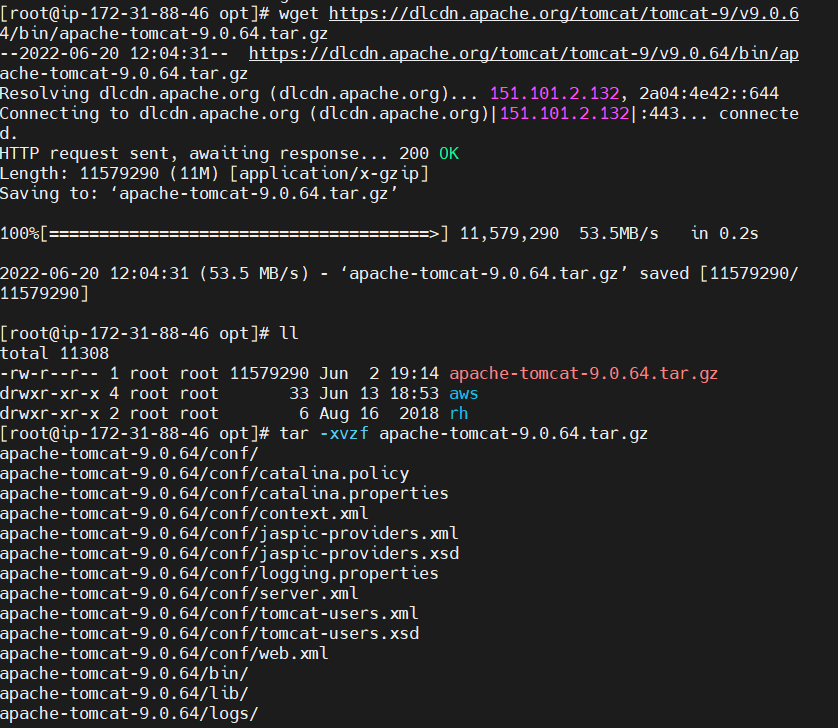 [root@ip-172-31-88-46 opt]# wget https://dlcdn.apache.org/tomcat/tomcat-9/v9.0.6
4/bin/apache-tomcat-9.0.64.tar.gz
--2022-06-20 12:04:31--  https://dlcdn.apache.org/tomcat/tomcat-9/v9.0.64/bin/ap
ache-tomcat-9.0.64.tar.gz
Resolving dlcdn.apache.org (dlcdn.apache.org)... 151.101.2.132, 2a04:4e42::644
Connecting to dlcdn.apache.org (dlcdn.apache.org)|151.101.2.132|:443... connecte
d.
HTTP request sent, awaiting response... 200 OK
Length: 11579290 (11M) [application/x-gzip]
Saving to: ‘apache-tomcat-9.0.64.tar.gz’
100%[======================================>] 11,579,290  53.5MB/s   in 0.2s
2022-06-20 12:04:31 (53.5 MB/s) - ‘apache-tomcat-9.0.64.tar.gz’ saved [11579290/
11579290]
[root@ip-172-31-88-46 opt]# ll
total 11308
-rw-r--r-- 1 root root 11579290 Jun  2 19:14 apache-tomcat-9.0.64.tar.gz
drwxr-xr-x 4 root root       33 Jun 13 18:53 aws
drwxr-xr-x 2 root root        6 Aug 16  2018 rh
[root@ip-172-31-88-46 opt]# tar -xvzf apache-tomcat-9.0.64.tar.gz
apache-tomcat-9.0.64/conf/
apache-tomcat-9.0.64/conf/catalina.policy
apache-tomcat-9.0.64/conf/catalina.properties
apache-tomcat-9.0.64/conf/context.xml
apache-tomcat-9.0.64/conf/jaspic-providers.xml
apache-tomcat-9.0.64/conf/jaspic-providers.xsd
apache-tomcat-9.0.64/conf/logging.properties
apache-tomcat-9.0.64/conf/server.xml
apache-tomcat-9.0.64/conf/tomcat-users.xml
apache-tomcat-9.0.64/conf/tomcat-users.xsd
apache-tomcat-9.0.64/conf/web.xml
apache-tomcat-9.0.64/bin/
apache-tomcat-9.0.64/lib/
apache-tomcat-9.0.64/logs/